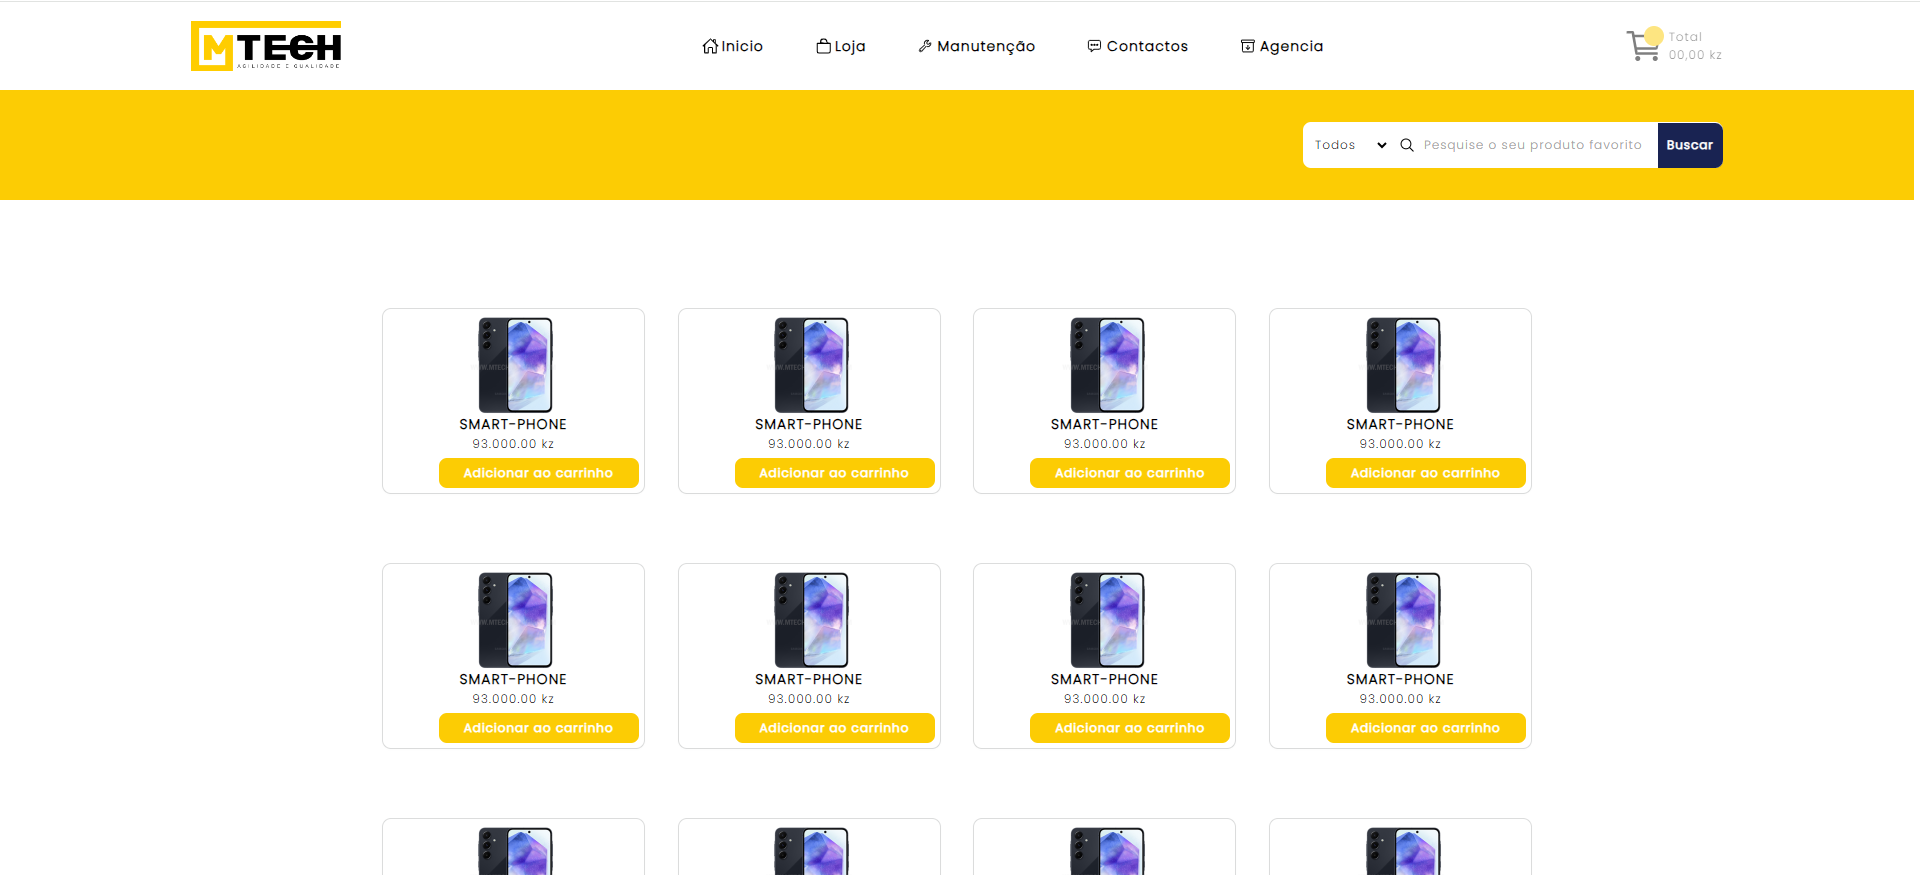 MTECH
AGILIDADE E QUALIDADE
Inicio
Loja
Manutenção
Contactos
Agencia
Total
00,00 kz
Todos
Pesquise o seu produto favorito
Buscar
SMART-PHONE
93.000.00 kz
Adicionar ao carrinho
SMART-PHONE
93.000.00 kz
Adicionar ao carrinho
SMART-PHONE
93.000.00 kz
Adicionar ao carrinho
SMART-PHONE
93.000.00 kz
Adicionar ao carrinho
SMART-PHONE
93.000.00 kz
Adicionar ao carrinho
SMART-PHONE
93.000.00 kz
Adicionar ao carrinho
SMART-PHONE
93.000.00 kz
Adicionar ao carrinho
SMART-PHONE
93.000.00 kz
Adicionar ao carrinho